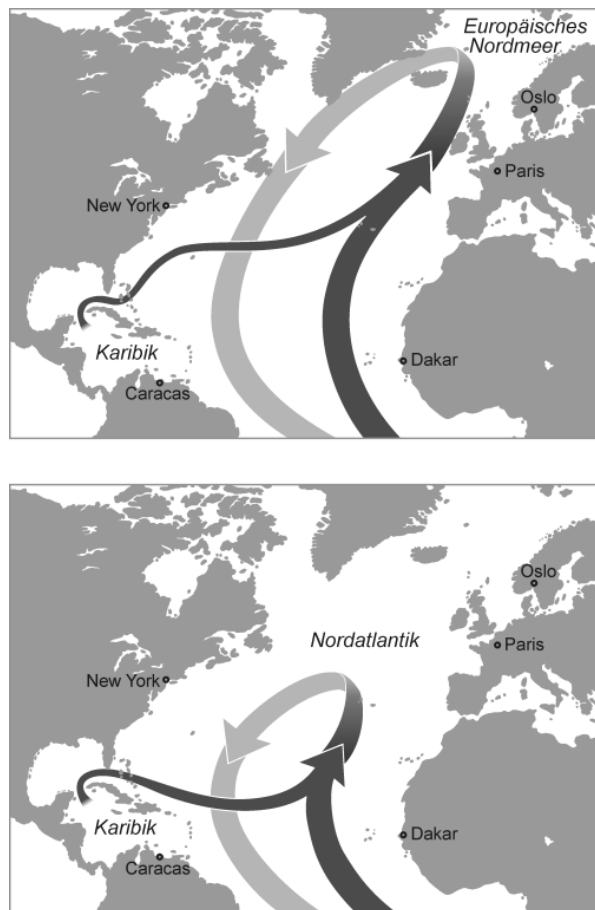 Europäisches
Nordmeer
Oslo
Paris
New York
Karibik
Dakar
Caracas
Oslo
Nordatlantik
Paris
New York
Karibik
Dakar
Caracas